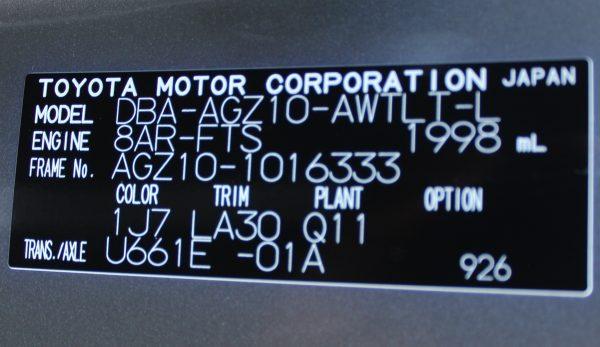 TOYOTA MOTOR CORPORATION JAPAN
MODEL DBA-AGZ10-AWTLT-L
ENGINE 8AR-FTS 1998 mL
FRAME No. AGZ10-1016333
COLOR TRIM PLANT OPTION
1J7 LA30 Q11
TRANS./AXLE U661E -01A 926